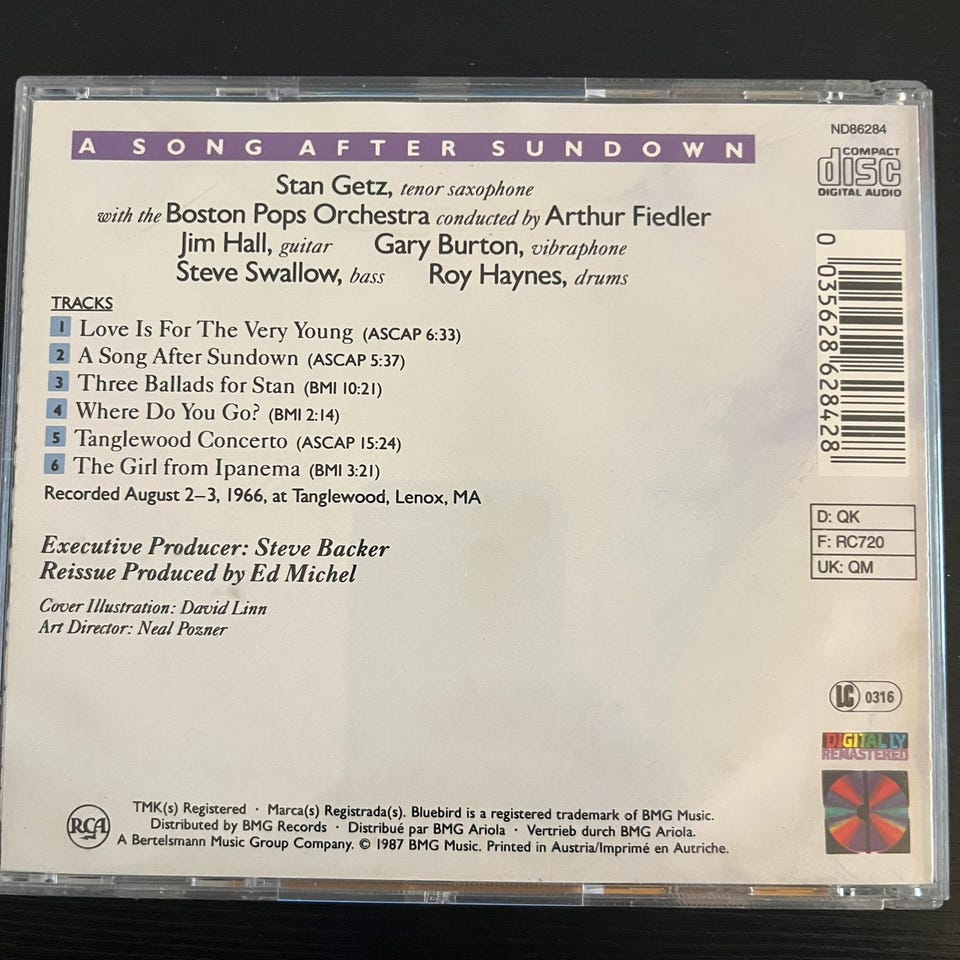 A SONG AFTER SUNDOWN
Stan Getz, tenor saxophone
with the Boston Pops Orchestra conducted by Arthur Fiedler
Jim Hall, guitar Gary Burton, vibraphone
Steve Swallow, bass Roy Haynes, drums
TRACKS
1 Love Is For The Very Young (ASCAP 6:33)
2 A Song After Sundown (ASCAP 5:37)
3 Three Ballads for Stan (BMI 10:21)
4 Where Do You Go? (BMI 2:14)
5 Tanglewood Concerto (ASCAP 15:24)
6 The Girl from Ipanema (BMI 3:21)
Recorded August 2–3, 1966, at Tanglewood, Lenox, MA
Executive Producer: Steve Backer
Reissue Produced by Ed Michel
Cover Illustration: David Linn
Art Director: Neal Pozner
ND86284
COMPACT
disc
DIGITAL AUDIO
0 035628 628428
D: QK
F: RC720
UK: QM
LC 0316
DIGITALLY
REMASTERED
RCA
TMK(s) Registered · Marca(s) Registrada(s). Bluebird is a registered trademark of BMG Music.
Distributed by BMG Records · Distribué par BMG Ariola · Vertrieb durch BMG Ariola.
A Bertelsmann Music Group Company. © 1987 BMG Music. Printed in Austria/Imprimé en Autriche.